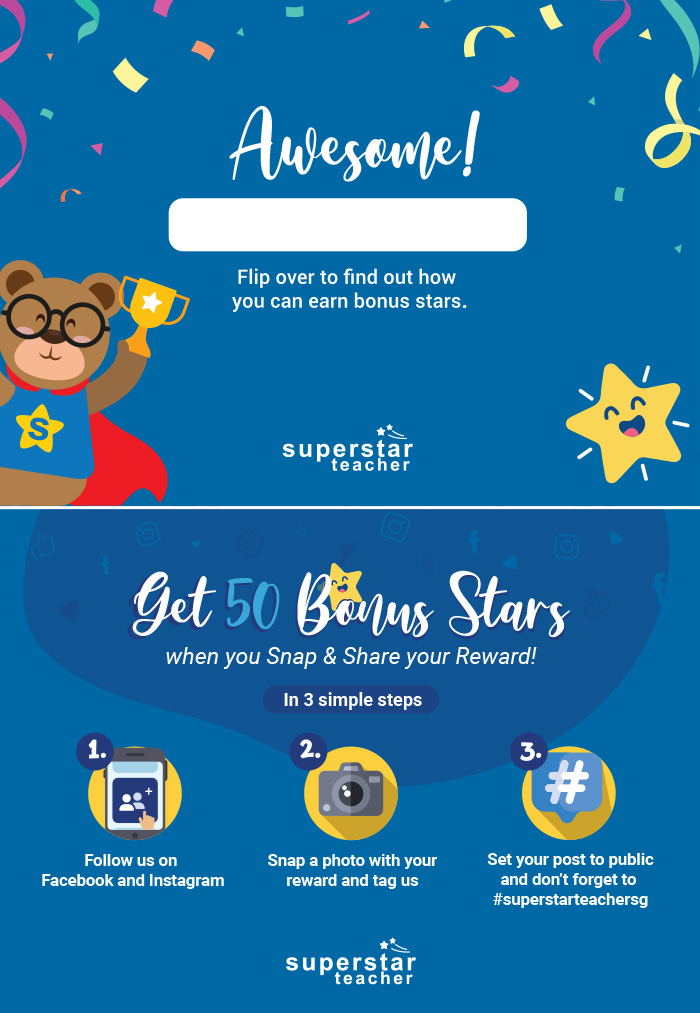 Awesome!
Flip over to find out how
you can earn bonus stars.
S
superstar
teacher
Get 50 Bonus Stars
when you Snap & Share your Reward!
In 3 simple steps
1.
2.
3.
#
Follow us on
Facebook and Instagram
Snap a photo with your
reward and tag us
Set your post to public
and don't forget to
#superstarteachersg
superstar
teacher